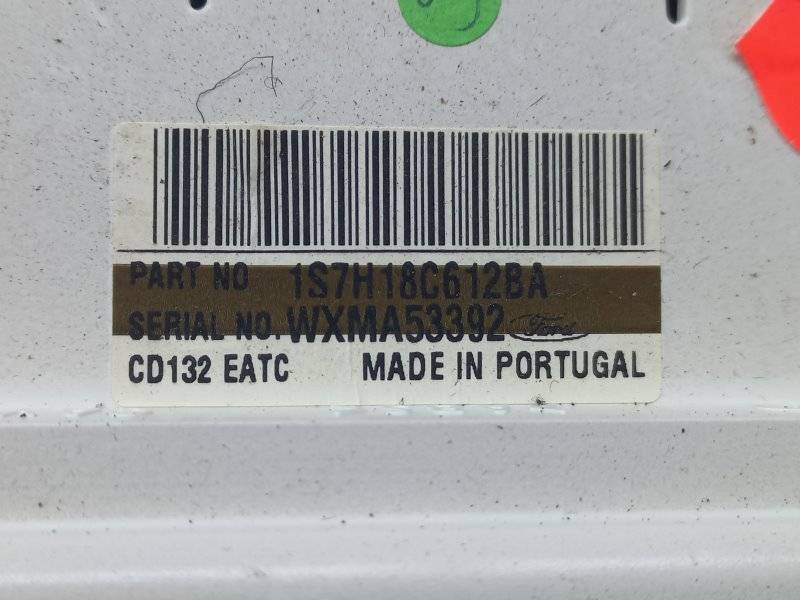 PART NO 1S7H18C612BA
SERIAL NO. WXMA53392 Ford
CD132 EATC MADE IN PORTUGAL